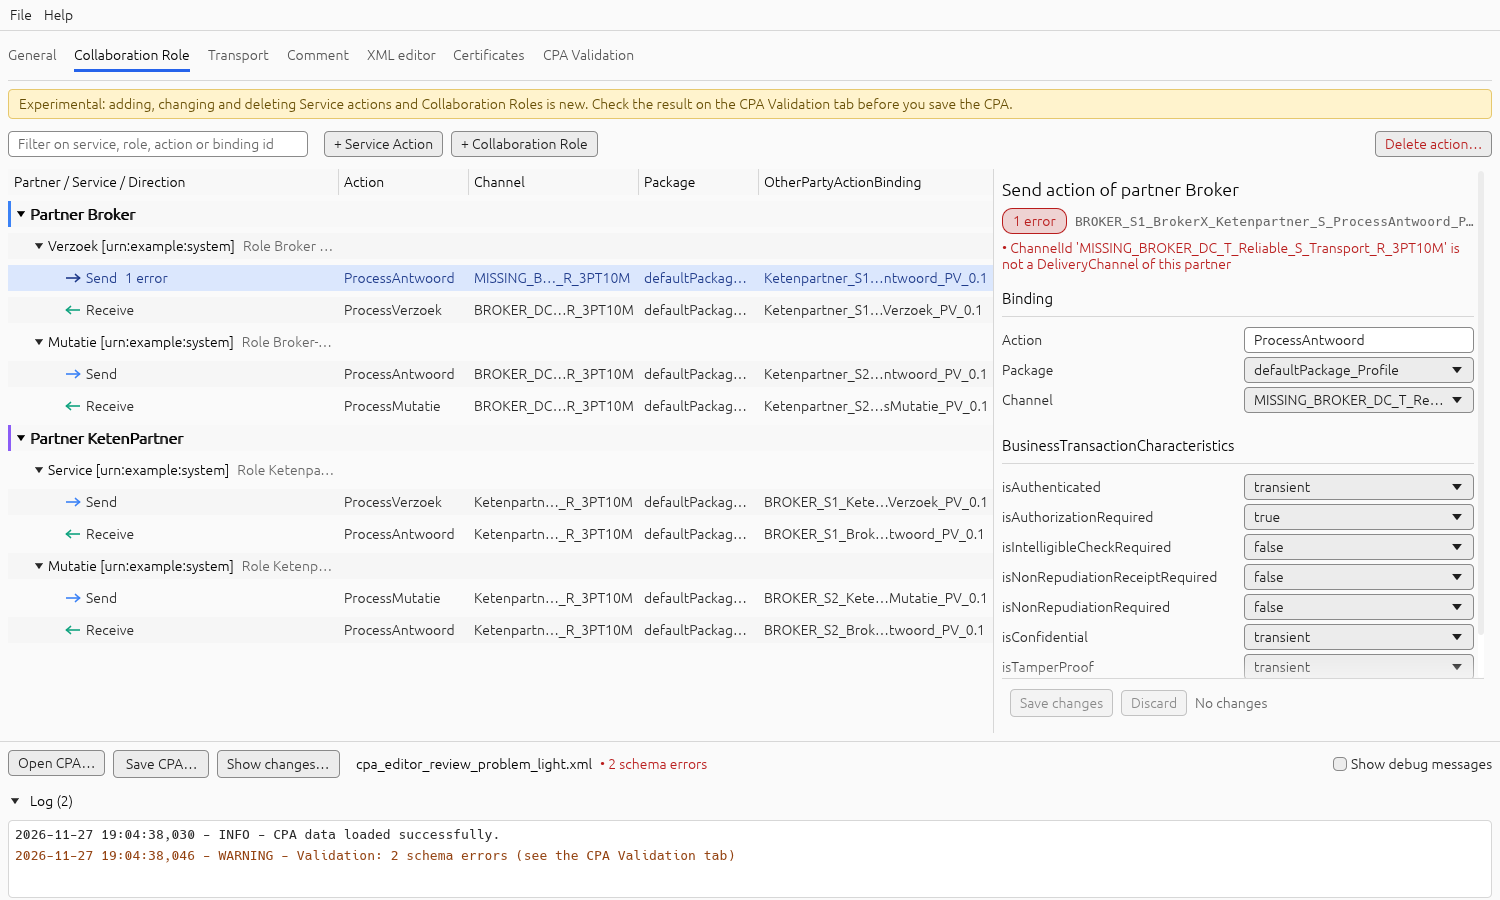 File Help
General Collaboration Role Transport Comment XML editor Certificates CPA Validation
Experimental: adding, changing and deleting Service actions and Collaboration Roles is new. Check the result on the CPA Validation tab before you save the CPA.
Filter on service, role, action or binding id + Service Action + Collaboration Role Delete action…
Partner / Service / Direction Action Channel Package OtherPartyActionBinding
Partner Broker
Verzoek [urn:example:system] Role Broker …
Send 1 error ProcessAntwoord MISSING_B…_R_3PT10M defaultPackag… Ketenpartner_S1…ntwoord_PV_0.1
Receive ProcessVerzoek BROKER_DC…R_3PT10M defaultPackag… Ketenpartner_S1…Verzoek_PV_0.1
Mutatie [urn:example:system] Role Broker-…
Send ProcessAntwoord BROKER_DC…R_3PT10M defaultPackag… Ketenpartner_S2…ntwoord_PV_0.1
Receive ProcessMutatie BROKER_DC…R_3PT10M defaultPackag… Ketenpartner_S2…sMutatie_PV_0.1
Partner KetenPartner
Service [urn:example:system] Role Ketenpa…
Send ProcessVerzoek Ketenpartn…_R_3PT10M defaultPackag… BROKER_S1_Kete…Verzoek_PV_0.1
Receive ProcessAntwoord Ketenpartn…_R_3PT10M defaultPackag… BROKER_S1_Brok…twoord_PV_0.1
Mutatie [urn:example:system] Role Ketenp…
Send ProcessMutatie Ketenpartn…_R_3PT10M defaultPackag… BROKER_S2_Kete…Mutatie_PV_0.1
Receive ProcessAntwoord Ketenpartn…_R_3PT10M defaultPackag… BROKER_S2_Brok…twoord_PV_0.1
Send action of partner Broker
1 error BROKER_S1_BrokerX_Ketenpartner_S_ProcessAntwoord_P…
• ChannelId 'MISSING_BROKER_DC_T_Reliable_S_Transport_R_3PT10M' is
not a DeliveryChannel of this partner
Binding
Action ProcessAntwoord
Package defaultPackage_Profile
Channel MISSING_BROKER_DC_T_Re…
BusinessTransactionCharacteristics
isAuthenticated transient
isAuthorizationRequired true
isIntelligibleCheckRequired false
isNonRepudiationReceiptRequired false
isNonRepudiationRequired false
isConfidential transient
isTamperProof transient
Save changes Discard No changes
Open CPA… Save CPA… Show changes… cpa_editor_review_problem_light.xml • 2 schema errors Show debug messages
Log (2)
2026-11-27 19:04:38,030 - INFO - CPA data loaded successfully.
2026-11-27 19:04:38,046 - WARNING - Validation: 2 schema errors (see the CPA Validation tab)